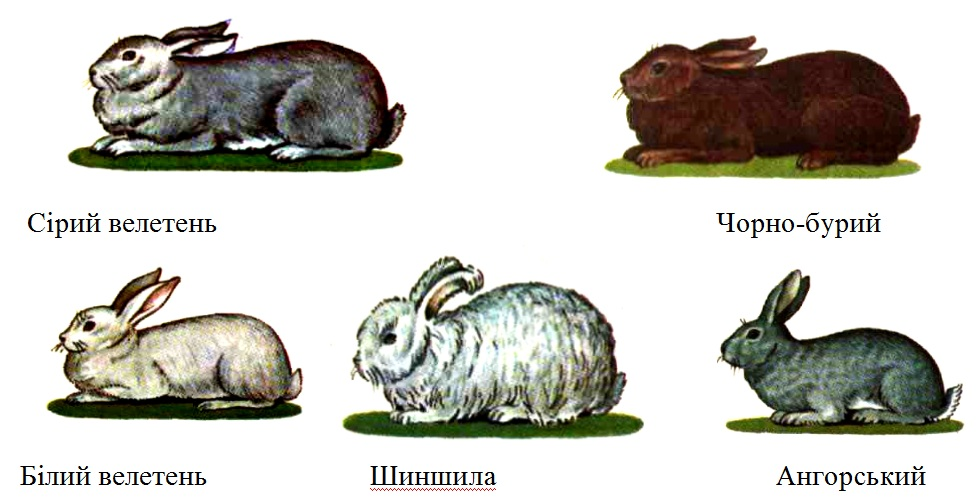 Сірий велетень
Чорно-бурий
Білий велетень
Шиншила
Ангорський